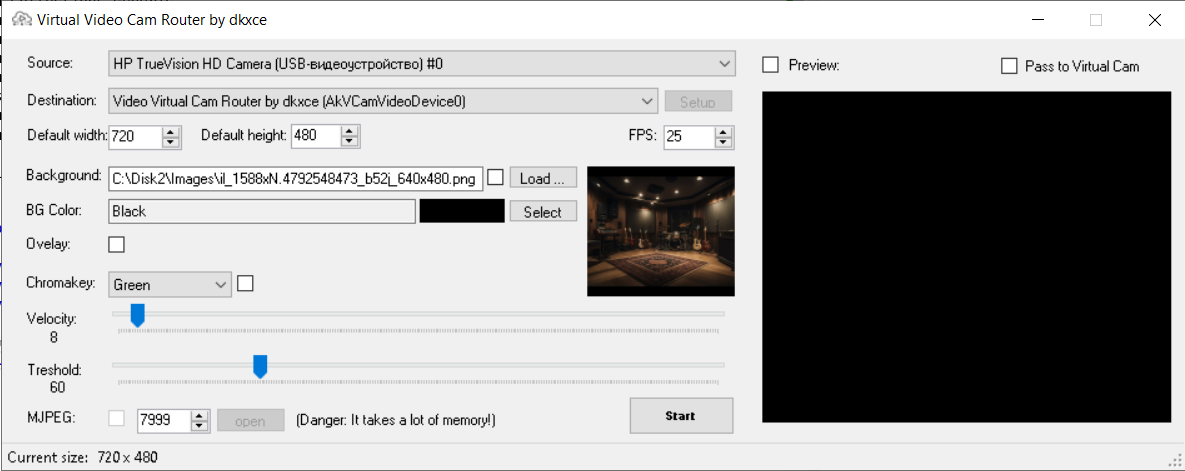 Virtual Video Cam Router by dkxce
Source: HP TrueVision HD Camera (USB-видеоустройство) #0
Preview: Pass to Virtual Cam
Destination: Video Virtual Cam Router by dkxce (AkVCamVideoDevice0) Setup
Default width: 720 Default height: 480 FPS: 25
Background: C:\Disk2\Images\il_1588xN.4792548473_b52j_640x480.png Load ...
BG Color: Black Select
Ovelay:
Chromakey: Green
Velocity:
8
Treshold:
60
MJPEG: 7999 open (Danger: It takes a lot of memory!) Start
Current size: 720 x 480